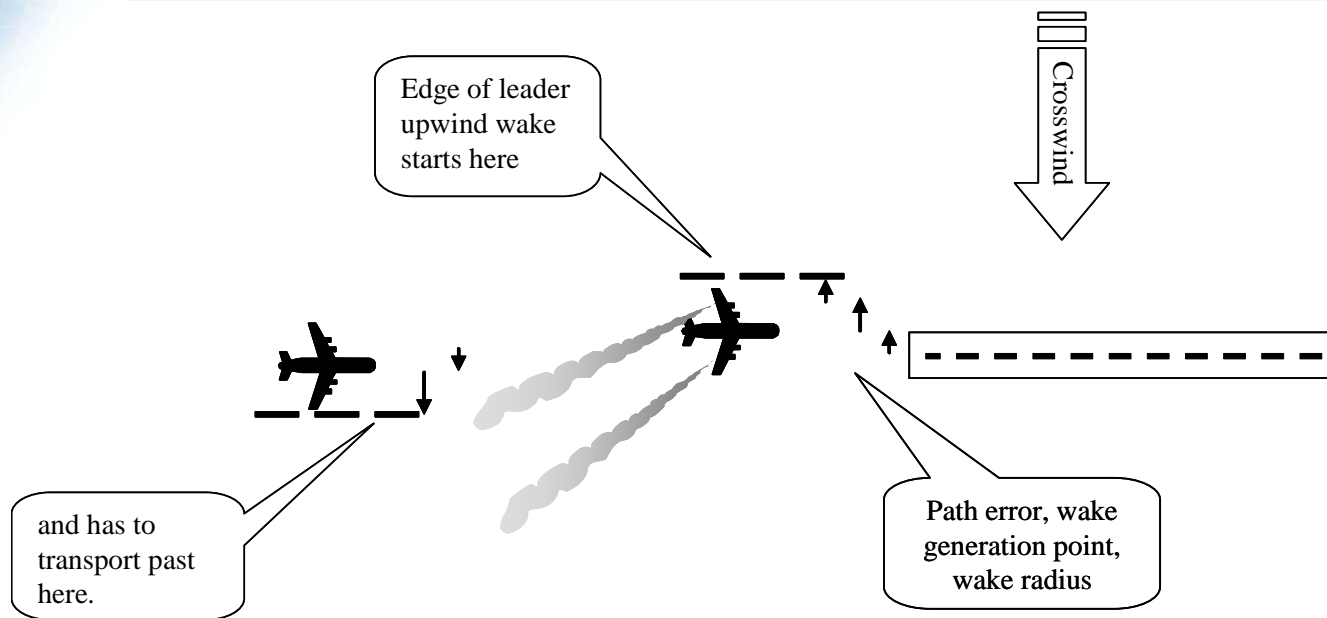 Edge of leader
upwind wake
starts here
Crosswind
and has to
transport past
here.
Path error, wake
generation point,
wake radius